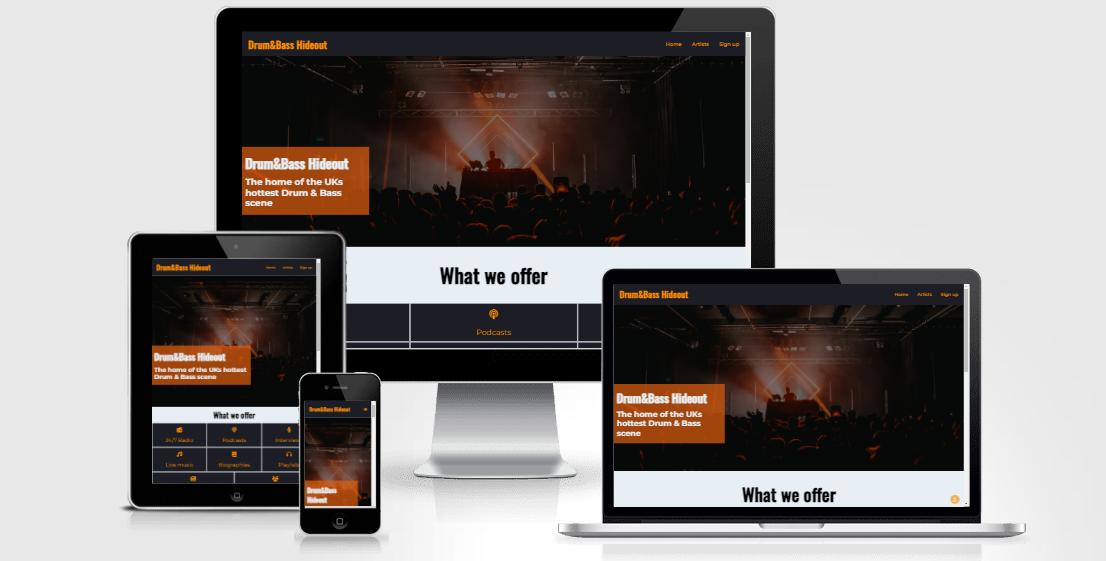 Drum&Bass Hideout
Home Artists Sign up
Drum&Bass Hideout
The home of the UKs
hottest Drum & Bass
scene
What we offer
Podcasts
Drum&Bass Hideout
Home Artists Sign up
Drum&Bass Hideout
The home of the UKs hottest
Drum & Bass scene
What we offer
24/7 Radio Podcasts Interviews
Live music Biographies Playlists
Drum&Bass Hideout
Drum&Bass
Hideout
Drum&Bass Hideout
Home Artists Sign up
Drum&Bass Hideout
The home of the UKs
hottest Drum & Bass
scene
What we offer